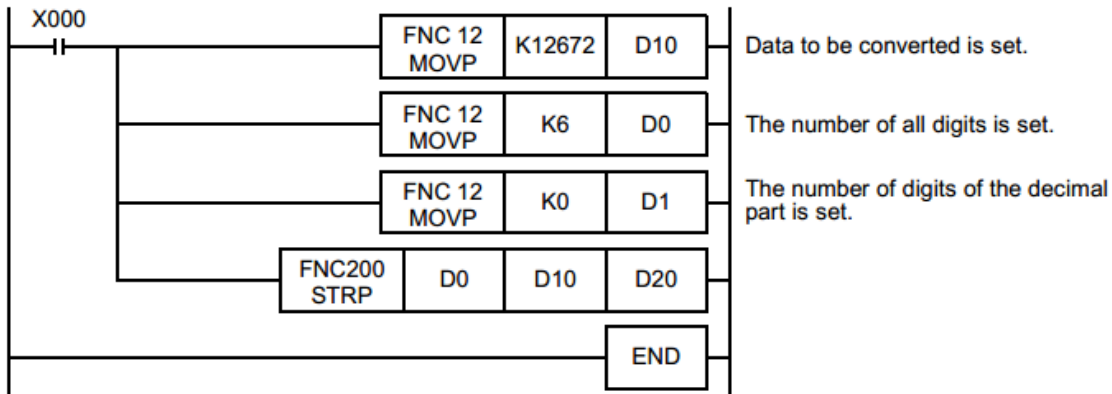 X000
FNC 12
MOVP
K12672
D10
Data to be converted is set.
FNC 12
MOVP
K6
D0
The number of all digits is set.
FNC 12
MOVP
K0
D1
The number of digits of the decimal
part is set.
FNC200
STRP
D0
D10
D20
END